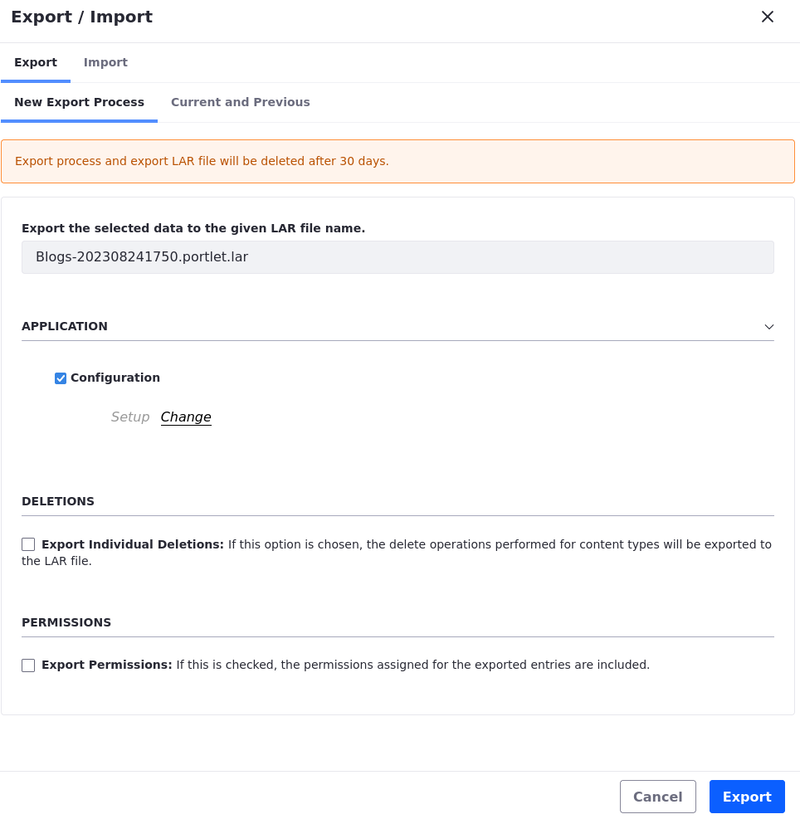 Export / Import
Export Import
New Export Process Current and Previous
Export process and export LAR file will be deleted after 30 days.
Export the selected data to the given LAR file name.
Blogs-202308241750.portlet.lar
APPLICATION
Configuration
Setup Change
DELETIONS
Export Individual Deletions: If this option is chosen, the delete operations performed for content types will be exported to
the LAR file.
PERMISSIONS
Export Permissions: If this is checked, the permissions assigned for the exported entries are included.
Cancel Export